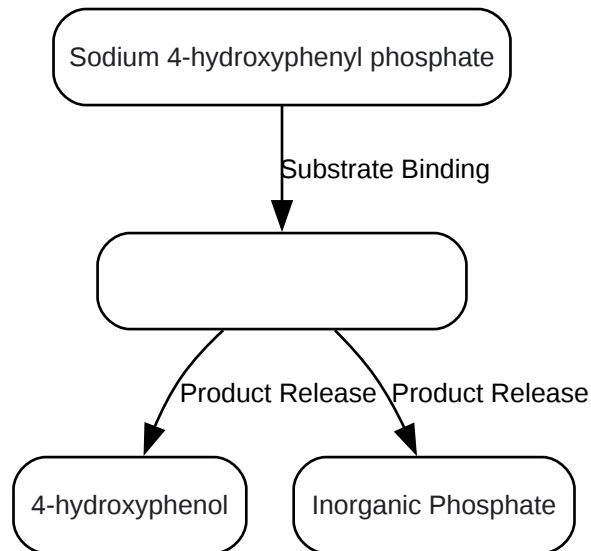 Sodium 4-hydroxyphenyl phosphate
Substrate Binding
Product Release
Product Release
4-hydroxyphenol
Inorganic Phosphate